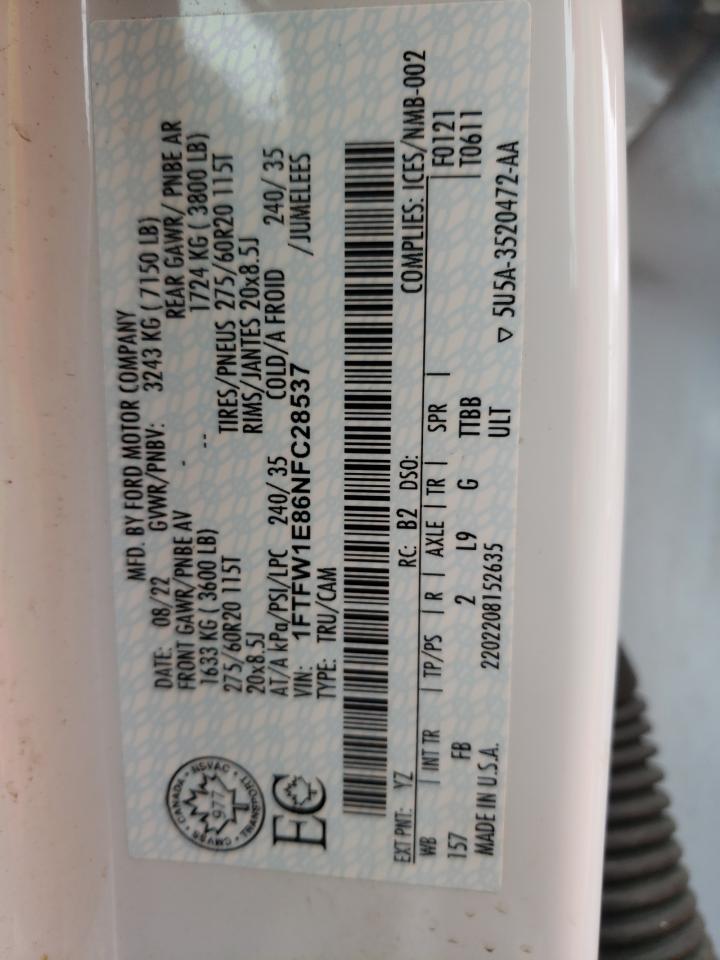 MFD. BY FORD MOTOR COMPANY
DATE: 08/22 GVWR/PNBV: 3243 KG ( 7150 LB)
FRONT GAWR/PNBE AV REAR GAWR/ PNBE AR
1633 KG ( 3600 LB) - 1724 KG ( 3800 LB)
275/60R20 115T -- TIRES/PNEUS 275/60R20 115T
20x8.5J RIMS/JANTES 20x8.5J
AT/A kPa/PSI/LPC 240/ 35 COLD/A FROID 240/ 35
VIN: 1FTFW1E86NFC28537 /JUMELEES
TYPE: TRU/CAM
CMVSS • CANADA • NSVAC • TRANSPORT
977
EC
EXT PNT: YZ RC: B2 DSO: COMPLIES: ICES/NMB-002
WB | INT TR | TP/PS | R | AXLE | TR | SPR | F0121
157 FB 2 L9 G TTBB T0611
ULT
MADE IN U.S.A. 2202208152635 ▽ 5U5A-3520472-AA